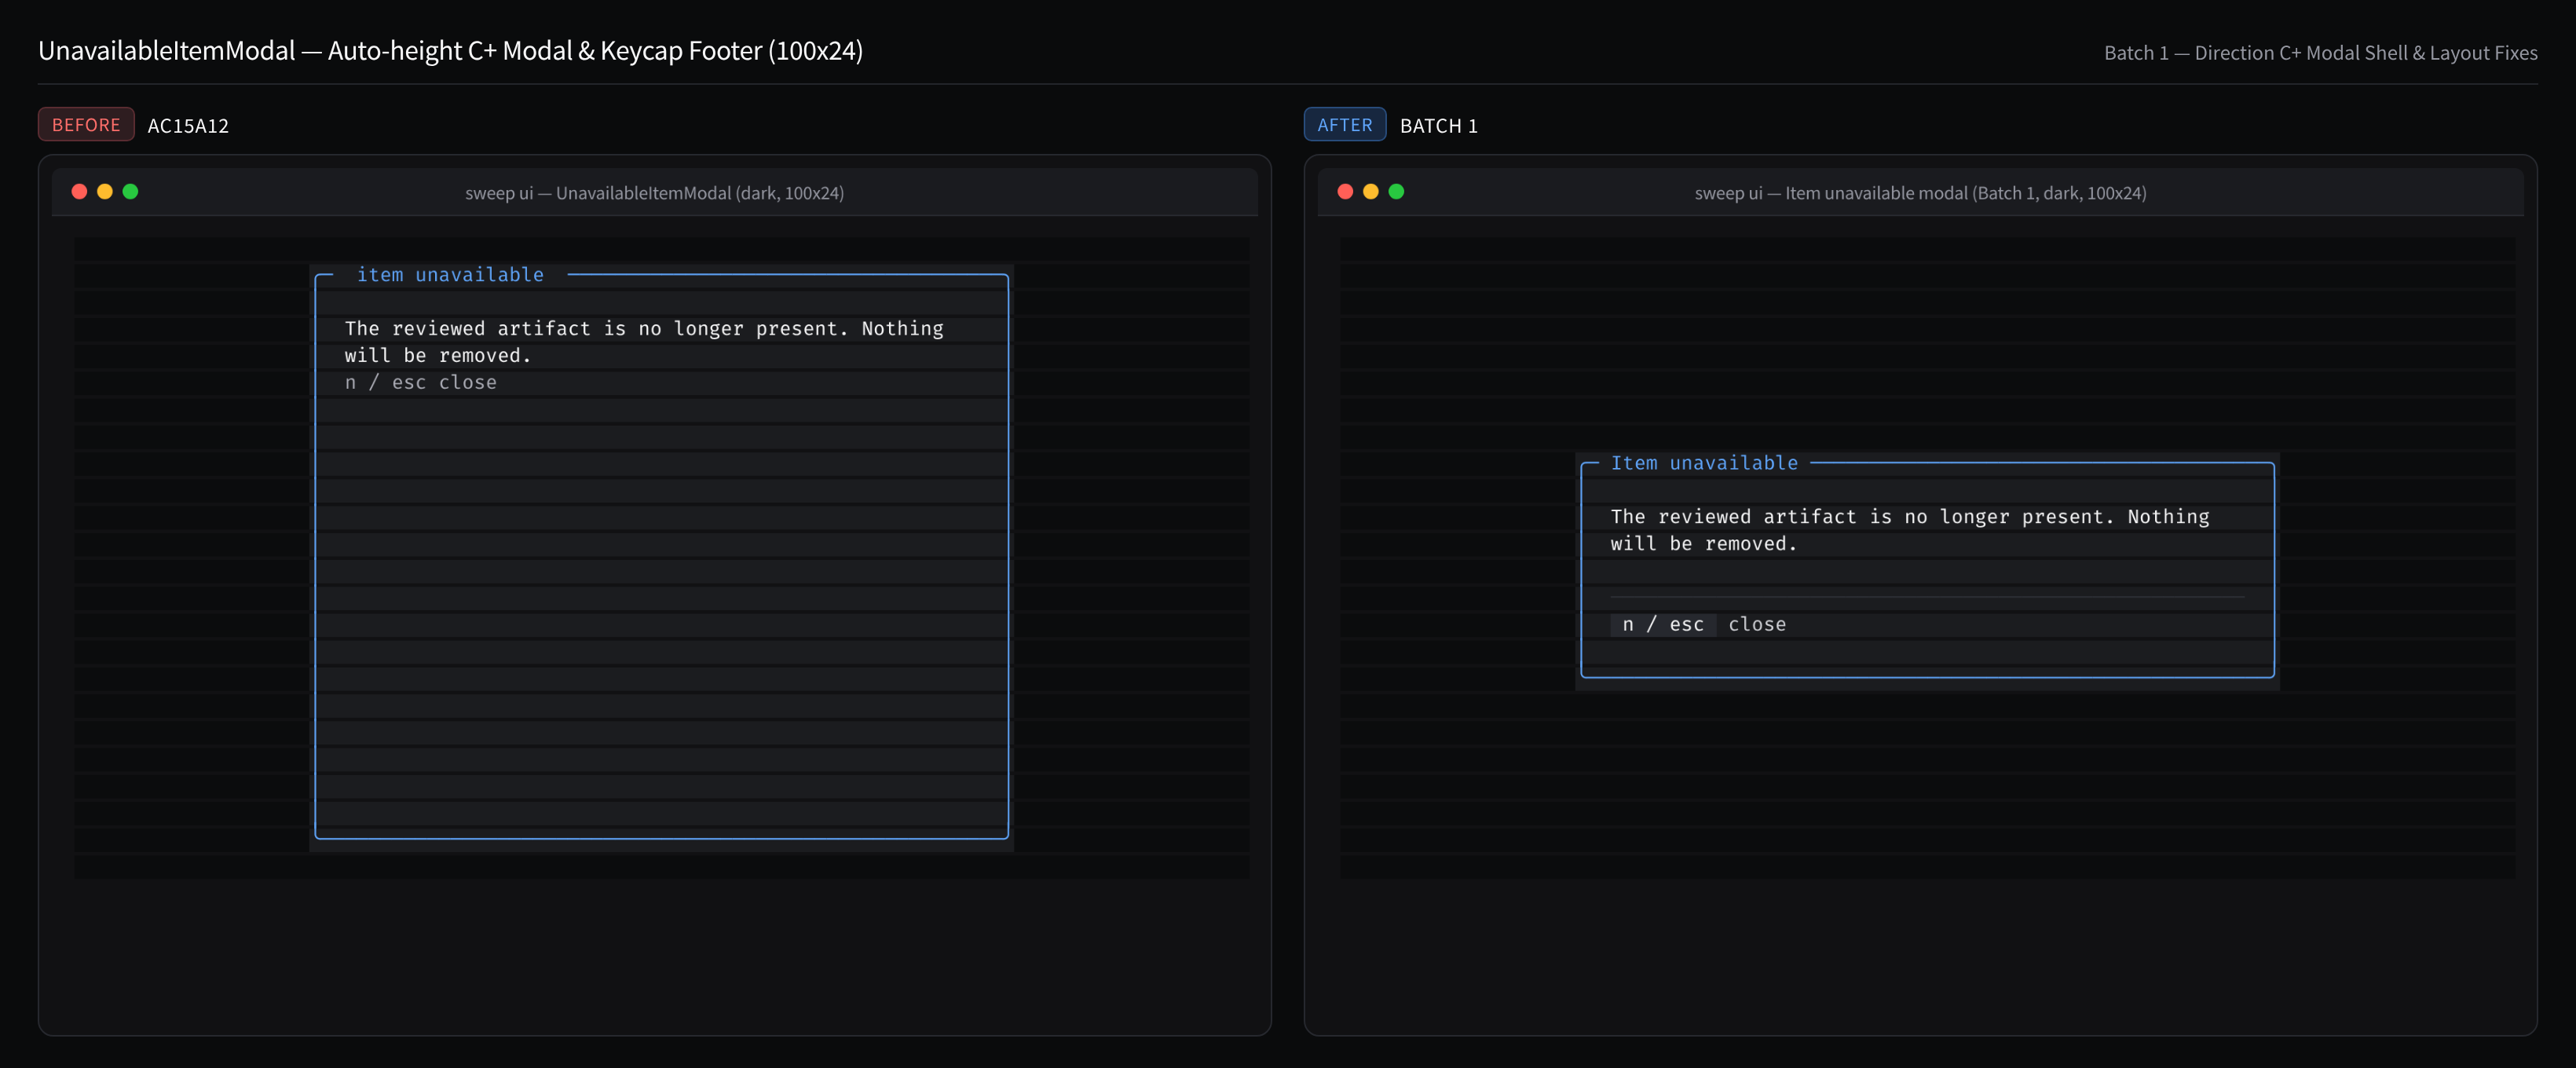 UnavailableItemModal — Auto-height C+ Modal & Keycap Footer (100x24)
Batch 1 — Direction C+ Modal Shell & Layout Fixes
BEFORE AC15A12
sweep ui — UnavailableItemModal (dark, 100x24)
item unavailable
The reviewed artifact is no longer present. Nothing
will be removed.
n / esc close
AFTER BATCH 1
sweep ui — Item unavailable modal (Batch 1, dark, 100x24)
Item unavailable
The reviewed artifact is no longer present. Nothing
will be removed.
n / esc close